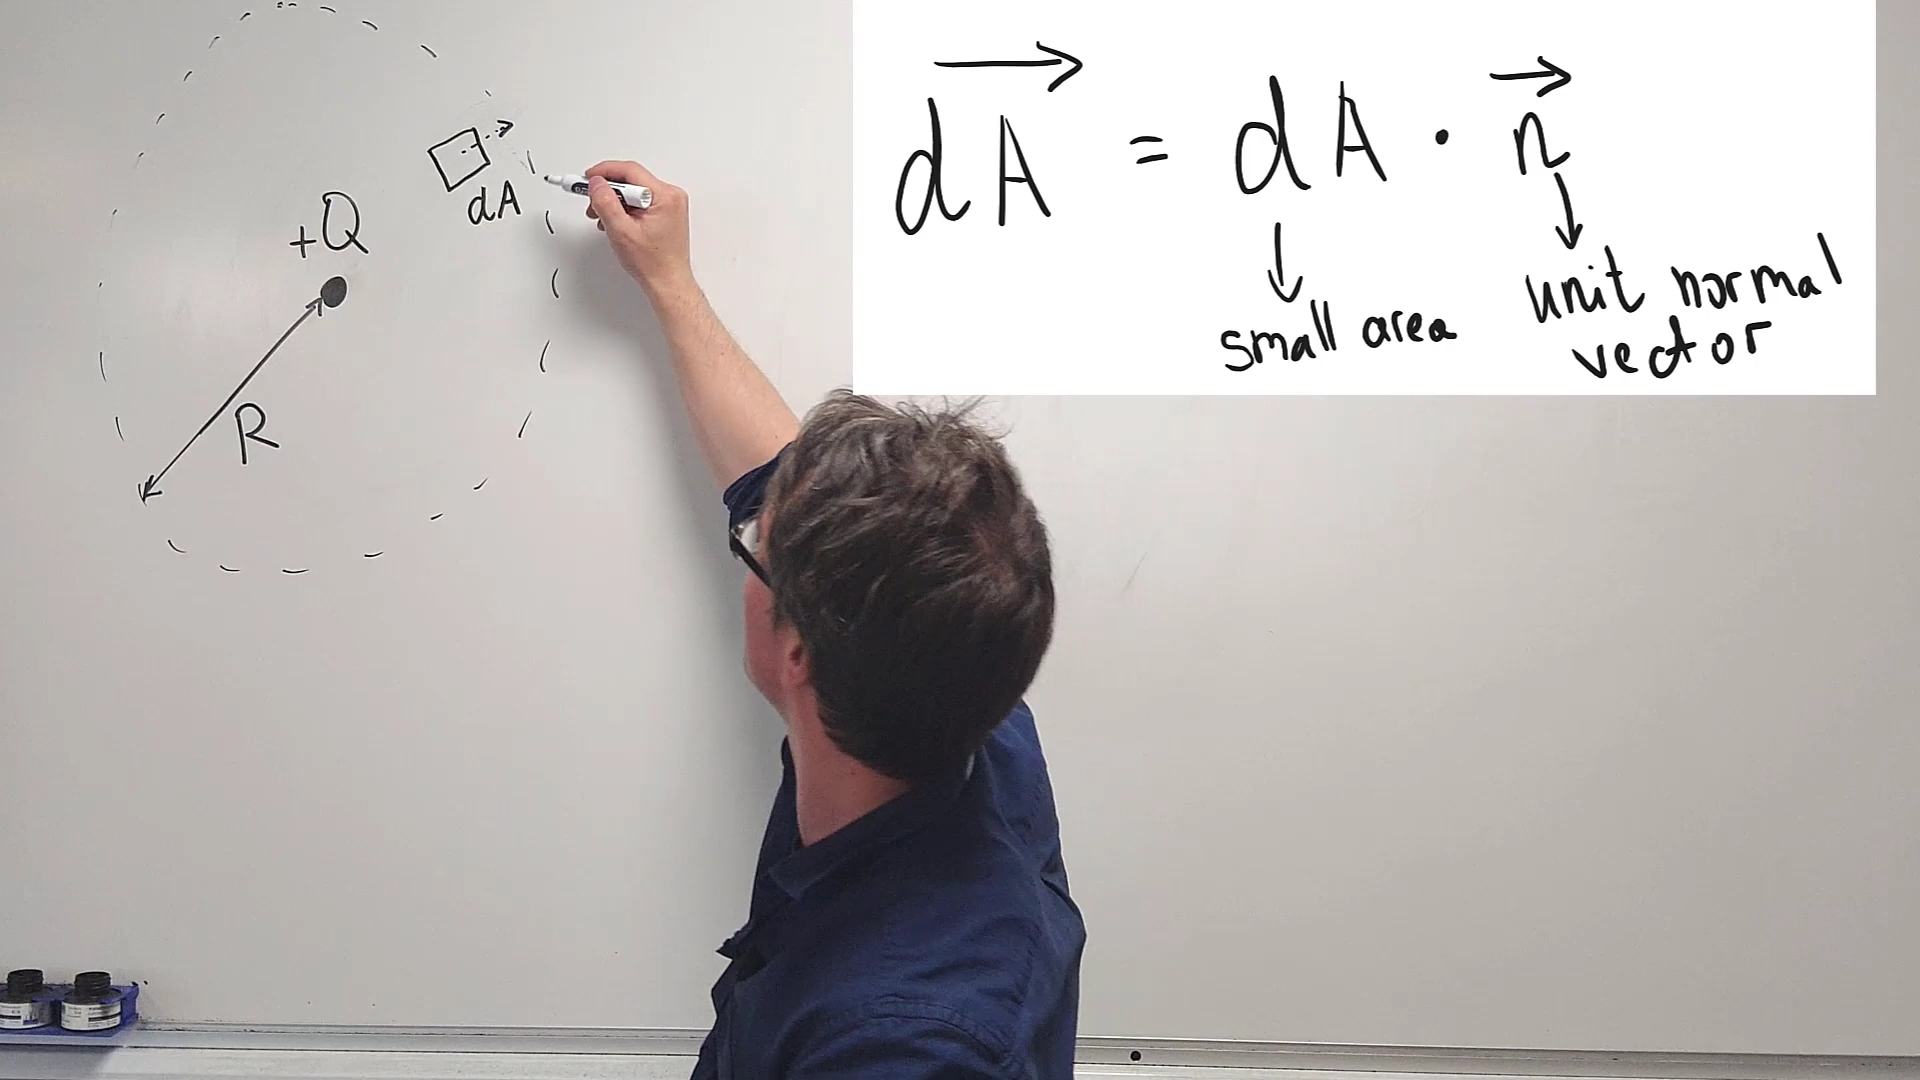 +Q
dA
R
dA = dA · n
small area
unit normal
vector